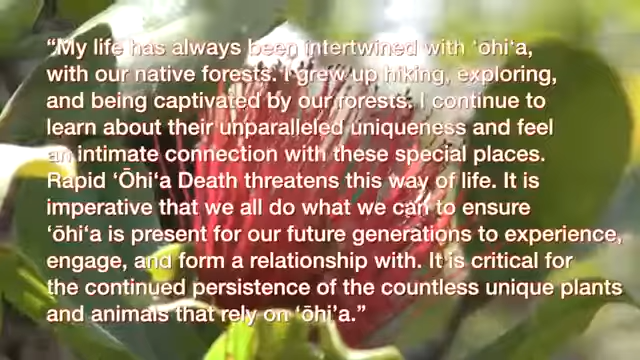 “My life has always been intertwined with ‘ōhi‘a,
with our native forests. I grew up hiking, exploring,
and being captivated by our forests. I continue to
learn about their unparalleled uniqueness and feel
an intimate connection with these special places.
Rapid ‘Ōhi‘a Death threatens this way of life. It is
imperative that we all do what we can to ensure
‘ōhi‘a is present for our future generations to experience,
engage, and form a relationship with. It is critical for
the continued persistence of the countless unique plants
and animals that rely on ‘ōhi’a.”